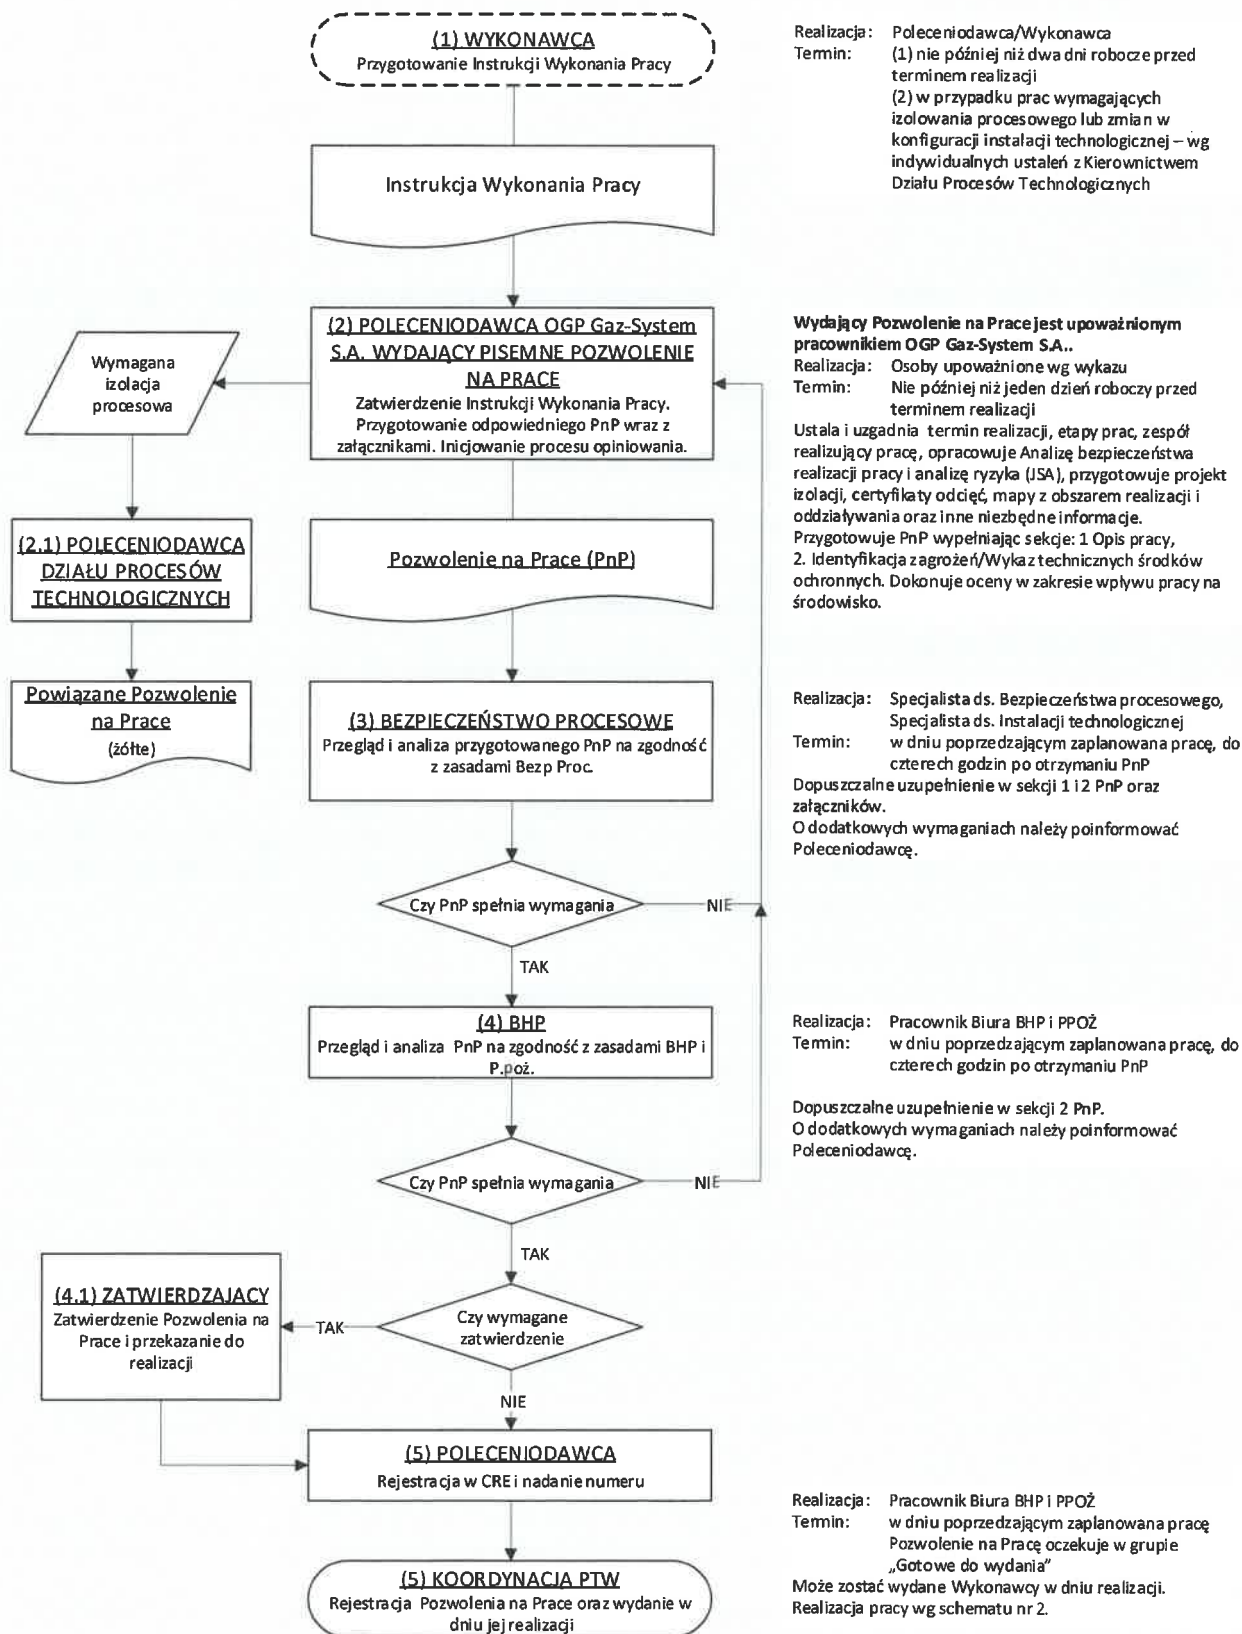 (1) WYKONAWCA
Przygotowanie Instrukcji Wykonania Pracy
Realizacja: Poleceniodawca/Wykonawca
Termin: (1) nie później niż dwa dni robocze przed
terminem realizacji
(2) w przypadku prac wymagających
izolowania procesowego lub zmian w
konfiguracji instalacji technologicznej – wg
indywidualnych ustaleń z Kierownictwem
Działu Procesów Technologicznych
Instrukcja Wykonania Pracy
(2) POLECENIODAWCA OGP Gaz-System
S.A. WYDAJĄCY PISEMNE POZWOLENIE
NA PRACE
Zatwierdzenie Instrukcji Wykonania Pracy.
Przygotowanie odpowiedniego PnP wraz z
załącznikami. Inicjowanie procesu opiniowania.
Wymagana
izolacja
procesowa
Wydający Pozwolenie na Prace jest upoważnionym
pracownikiem OGP Gaz-System S.A..
Realizacja: Osoby upoważnione wg wykazu
Termin: Nie później niż jeden dzień roboczy przed
terminem realizacji
Ustala i uzgadnia termin realizacji, etapy prac, zespół
realizujący pracę, opracowuje Analizę bezpieczeństwa
realizacji pracy i analizę ryzyka (JSA), przygotowuje projekt
izolacji, certyfikaty odcięć, mapy z obszarem realizacji i
oddziaływania oraz inne niezbędne informacje.
Przygotowuje PnP wypełniając sekcje: 1 Opis pracy,
2. Identyfikacja zagrożeń/Wykaz technicznych środków
ochronnych. Dokonuje oceny w zakresie wpływu pracy na
środowisko.
(2.1) POLECENIODAWCA
DZIAŁU PROCESÓW
TECHNOLOGICZNYCH
Pozwolenie na Prace (PnP)
Powiązane Pozwolenie
na Prace
(żółte)
(3) BEZPIECZEŃSTWO PROCESOWE
Przegląd i analiza przygotowanego PnP na zgodność
z zasadami Bezp Proc.
Realizacja: Specjalista ds. Bezpieczeństwa procesowego,
Specjalista ds. Instalacji technologicznej
Termin: w dniu poprzedzającym zaplanowana pracę, do
czterech godzin po otrzymaniu PnP
Dopuszczalne uzupełnienie w sekcji 1 i 2 PnP oraz
załączników.
O dodatkowych wymaganiach należy poinformować
Poleceniodawcę.
Czy PnP spełnia wymagania
NIE
TAK
(4) BHP
Przegląd i analiza PnP na zgodność z zasadami BHP i
P.poż.
Realizacja: Pracownik Biura BHP i PPOŻ
Termin: w dniu poprzedzającym zaplanowana pracę, do
czterech godzin po otrzymaniu PnP
Dopuszczalne uzupełnienie w sekcji 2 PnP.
O dodatkowych wymaganiach należy poinformować
Poleceniodawcę.
Czy PnP spełnia wymagania
NIE
TAK
(4.1) ZATWIERDZAJACY
Zatwierdzenie Pozwolenia na
Prace i przekazanie do
realizacji
TAK
Czy wymagane
zatwierdzenie
NIE
(5) POLECENIODAWCA
Rejestracja w CRE i nadanie numeru
(5) KOORDYNACJA PTW
Rejestracja Pozwolenia na Prace oraz wydanie w
dniu jej realizacji
Realizacja: Pracownik Biura BHP i PPOŻ
Termin: w dniu poprzedzającym zaplanowana pracę
Pozwolenie na Pracę oczekuje w grupie
„Gotowe do wydania”
Może zostać wydane Wykonawcy w dniu realizacji.
Realizacja pracy wg schematu nr 2.